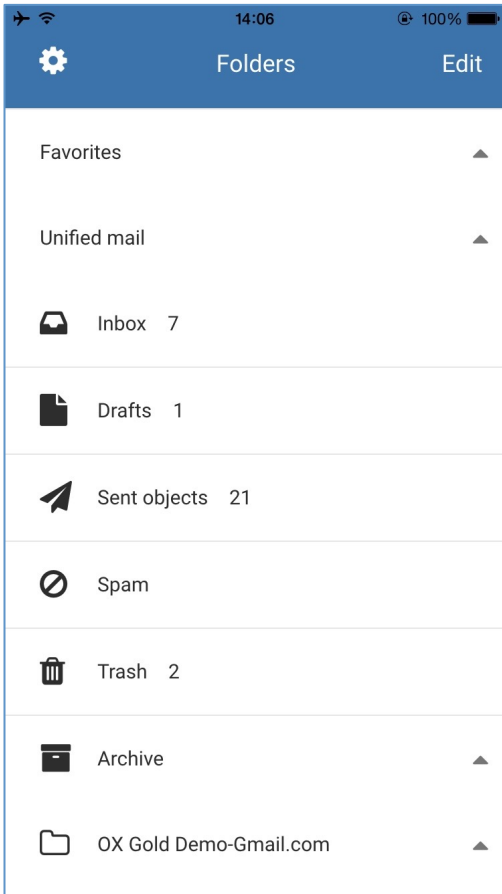 14:06 100%
Folders Edit
Favorites
Unified mail
Inbox 7
Drafts 1
Sent objects 21
Spam
Trash 2
Archive
OX Gold Demo-Gmail.com